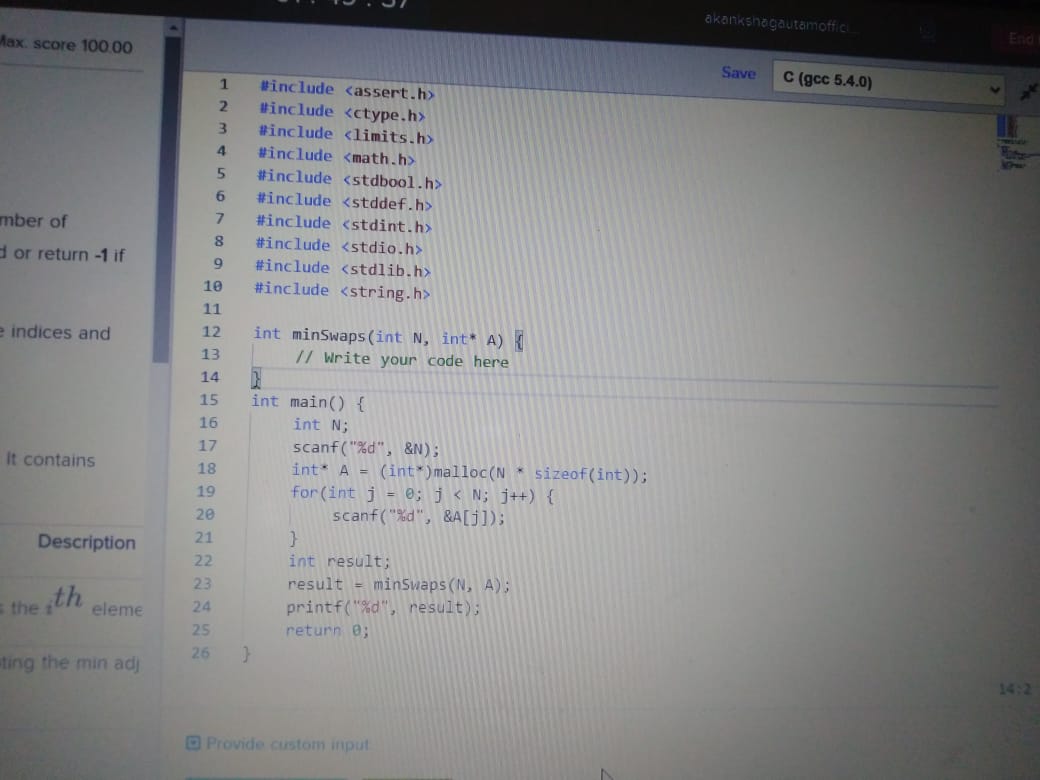 akankshagautamoffici...
End
Max. score 100.00
Save
C (gcc 5.4.0)
mber of
d or return -1 if
e indices and
It contains
Description
s the i th eleme
ting the min adj
1 #include <assert.h>
2 #include <ctype.h>
3 #include <limits.h>
4 #include <math.h>
5 #include <stdbool.h>
6 #include <stddef.h>
7 #include <stdint.h>
8 #include <stdio.h>
9 #include <stdlib.h>
10 #include <string.h>
11
12 int minSwaps(int N, int* A) {
13 // Write your code here
14 }
15 int main() {
16 int N;
17 scanf("%d", &N);
18 int* A = (int*)malloc(N * sizeof(int));
19 for(int j = 0; j < N; j++) {
20 scanf("%d", &A[j]);
21 }
22 int result;
23 result = minSwaps(N, A);
24 printf("%d", result);
25 return 0;
26 }
14:2
Provide custom input